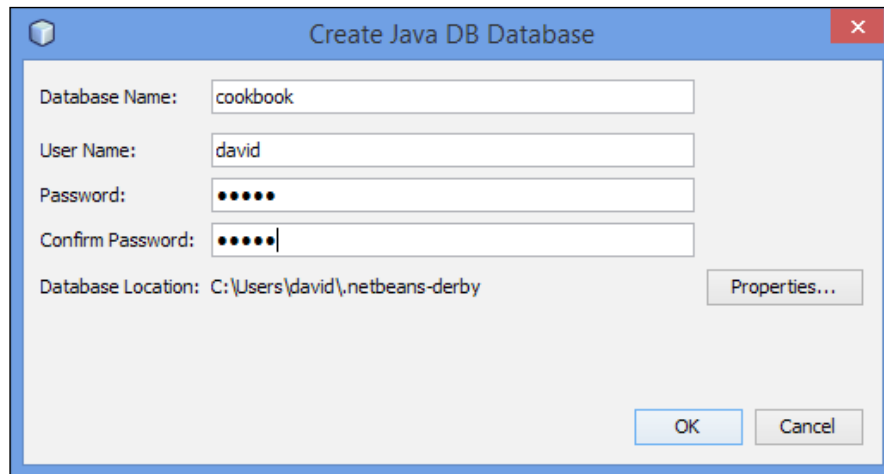 Create Java DB Database
Database Name: cookbook
User Name: david
Password: •••••
Confirm Password: •••••
Database Location: C:\Users\david\.netbeans-derby Properties...
OK Cancel